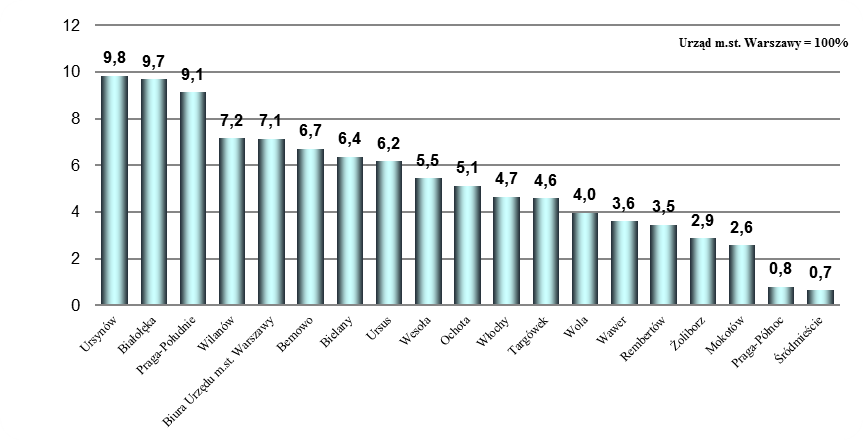 12
Urząd m.st. Warszawy = 100%
10
8
6
4
2
0
9,8
9,7
9,1
7,2
7,1
6,7
6,4
6,2
5,5
5,1
4,7
4,6
4,0
3,6
3,5
2,9
2,6
0,8
0,7
Ursynów
Białołęka
Praga-Południe
Wilanów
Biura Urzędu m.st. Warszawy
Bemowo
Bielany
Ursus
Wesoła
Ochota
Włochy
Targówek
Wola
Wawer
Rembertów
Żoliborz
Mokotów
Praga-Północ
Śródmieście